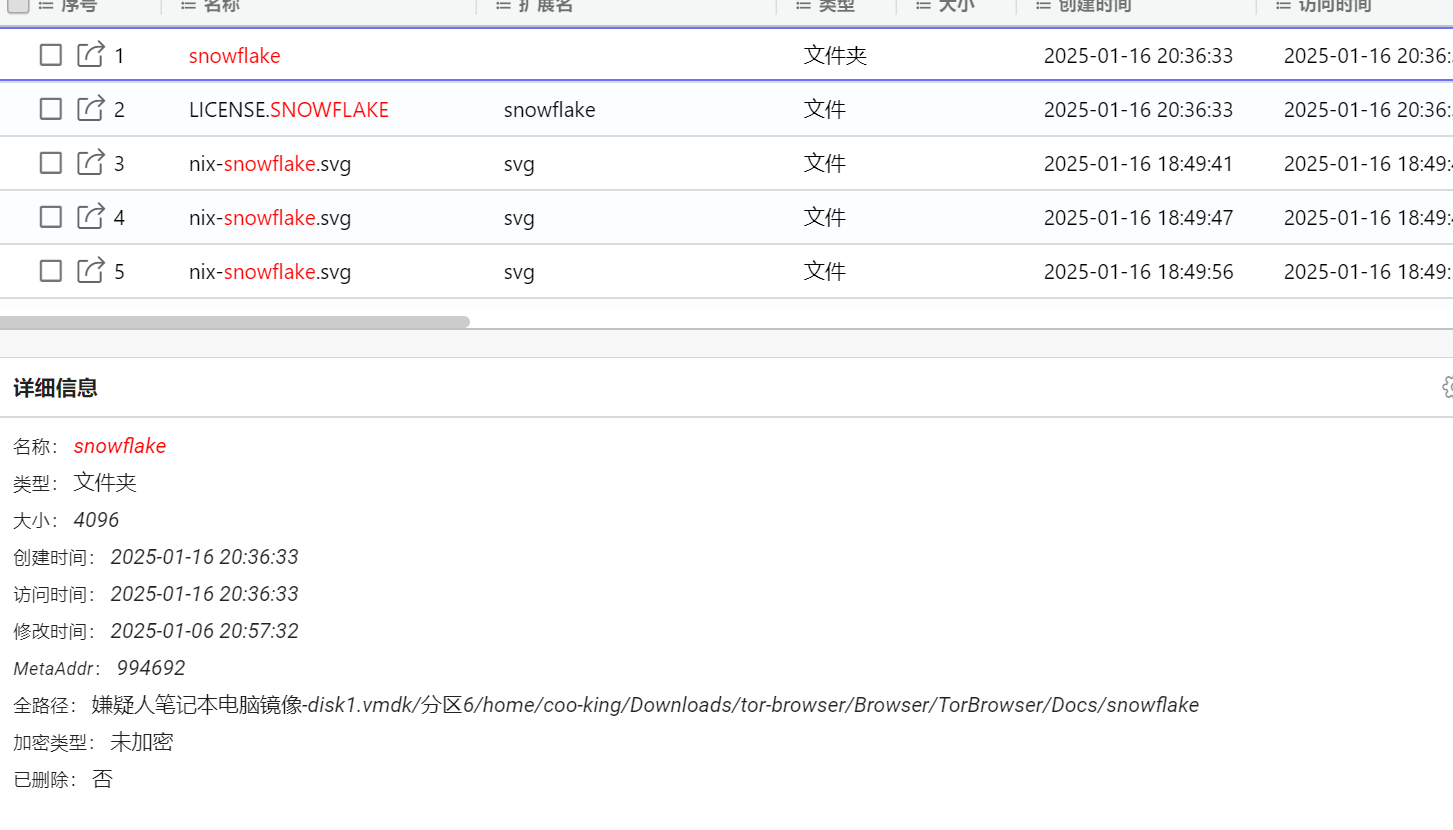 序号 名称 扩展名 类型 大小 创建时间 访问时间
1 snowflake 文件夹 2025-01-16 20:36:33 2025-01-16 20:36:
2 LICENSE.SNOWFLAKE snowflake 文件 2025-01-16 20:36:33 2025-01-16 20:36:
3 nix-snowflake.svg svg 文件 2025-01-16 18:49:41 2025-01-16 18:49:
4 nix-snowflake.svg svg 文件 2025-01-16 18:49:47 2025-01-16 18:49:
5 nix-snowflake.svg svg 文件 2025-01-16 18:49:56 2025-01-16 18:49:
详细信息
名称： snowflake
类型： 文件夹
大小： 4096
创建时间： 2025-01-16 20:36:33
访问时间： 2025-01-16 20:36:33
修改时间： 2025-01-06 20:57:32
MetaAddr： 994692
全路径： 嫌疑人笔记本电脑镜像-disk1.vmdk/分区6/home/coo-king/Downloads/tor-browser/Browser/TorBrowser/Docs/snowflake
加密类型： 未加密
已删除： 否